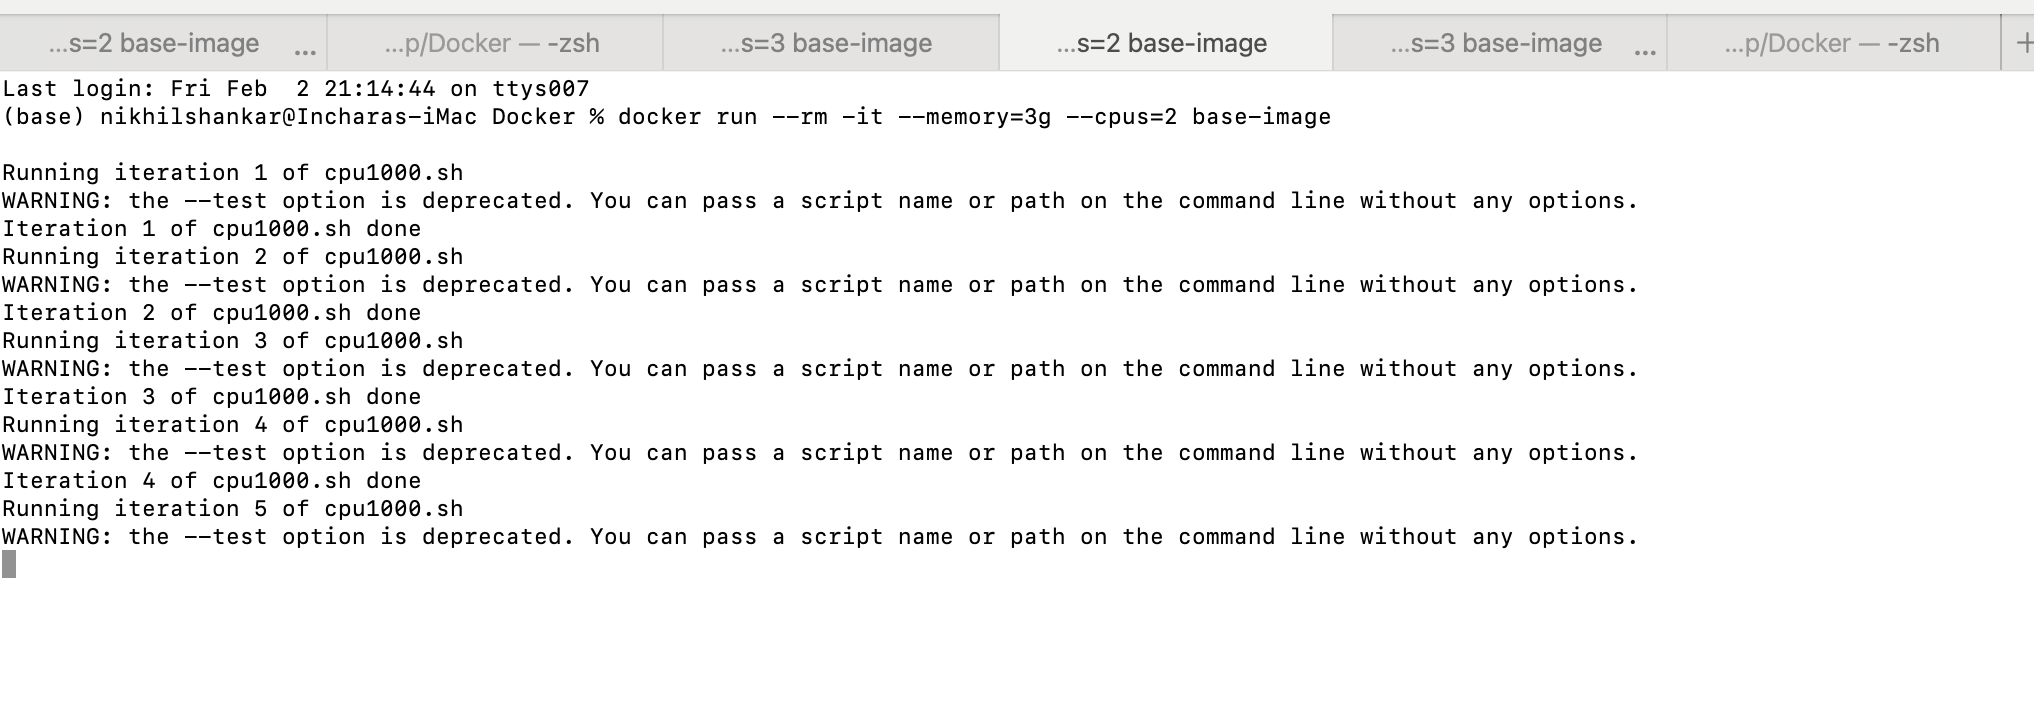 ...s=2 base-image ...
...p/Docker — -zsh
...s=3 base-image
...s=2 base-image
...s=3 base-image ...
...p/Docker — -zsh
+
Last login: Fri Feb  2 21:14:44 on ttys007
(base) nikhilshankar@Incharas-iMac Docker % docker run --rm -it --memory=3g --cpus=2 base-image
Running iteration 1 of cpu1000.sh
WARNING: the --test option is deprecated. You can pass a script name or path on the command line without any options.
Iteration 1 of cpu1000.sh done
Running iteration 2 of cpu1000.sh
WARNING: the --test option is deprecated. You can pass a script name or path on the command line without any options.
Iteration 2 of cpu1000.sh done
Running iteration 3 of cpu1000.sh
WARNING: the --test option is deprecated. You can pass a script name or path on the command line without any options.
Iteration 3 of cpu1000.sh done
Running iteration 4 of cpu1000.sh
WARNING: the --test option is deprecated. You can pass a script name or path on the command line without any options.
Iteration 4 of cpu1000.sh done
Running iteration 5 of cpu1000.sh
WARNING: the --test option is deprecated. You can pass a script name or path on the command line without any options.